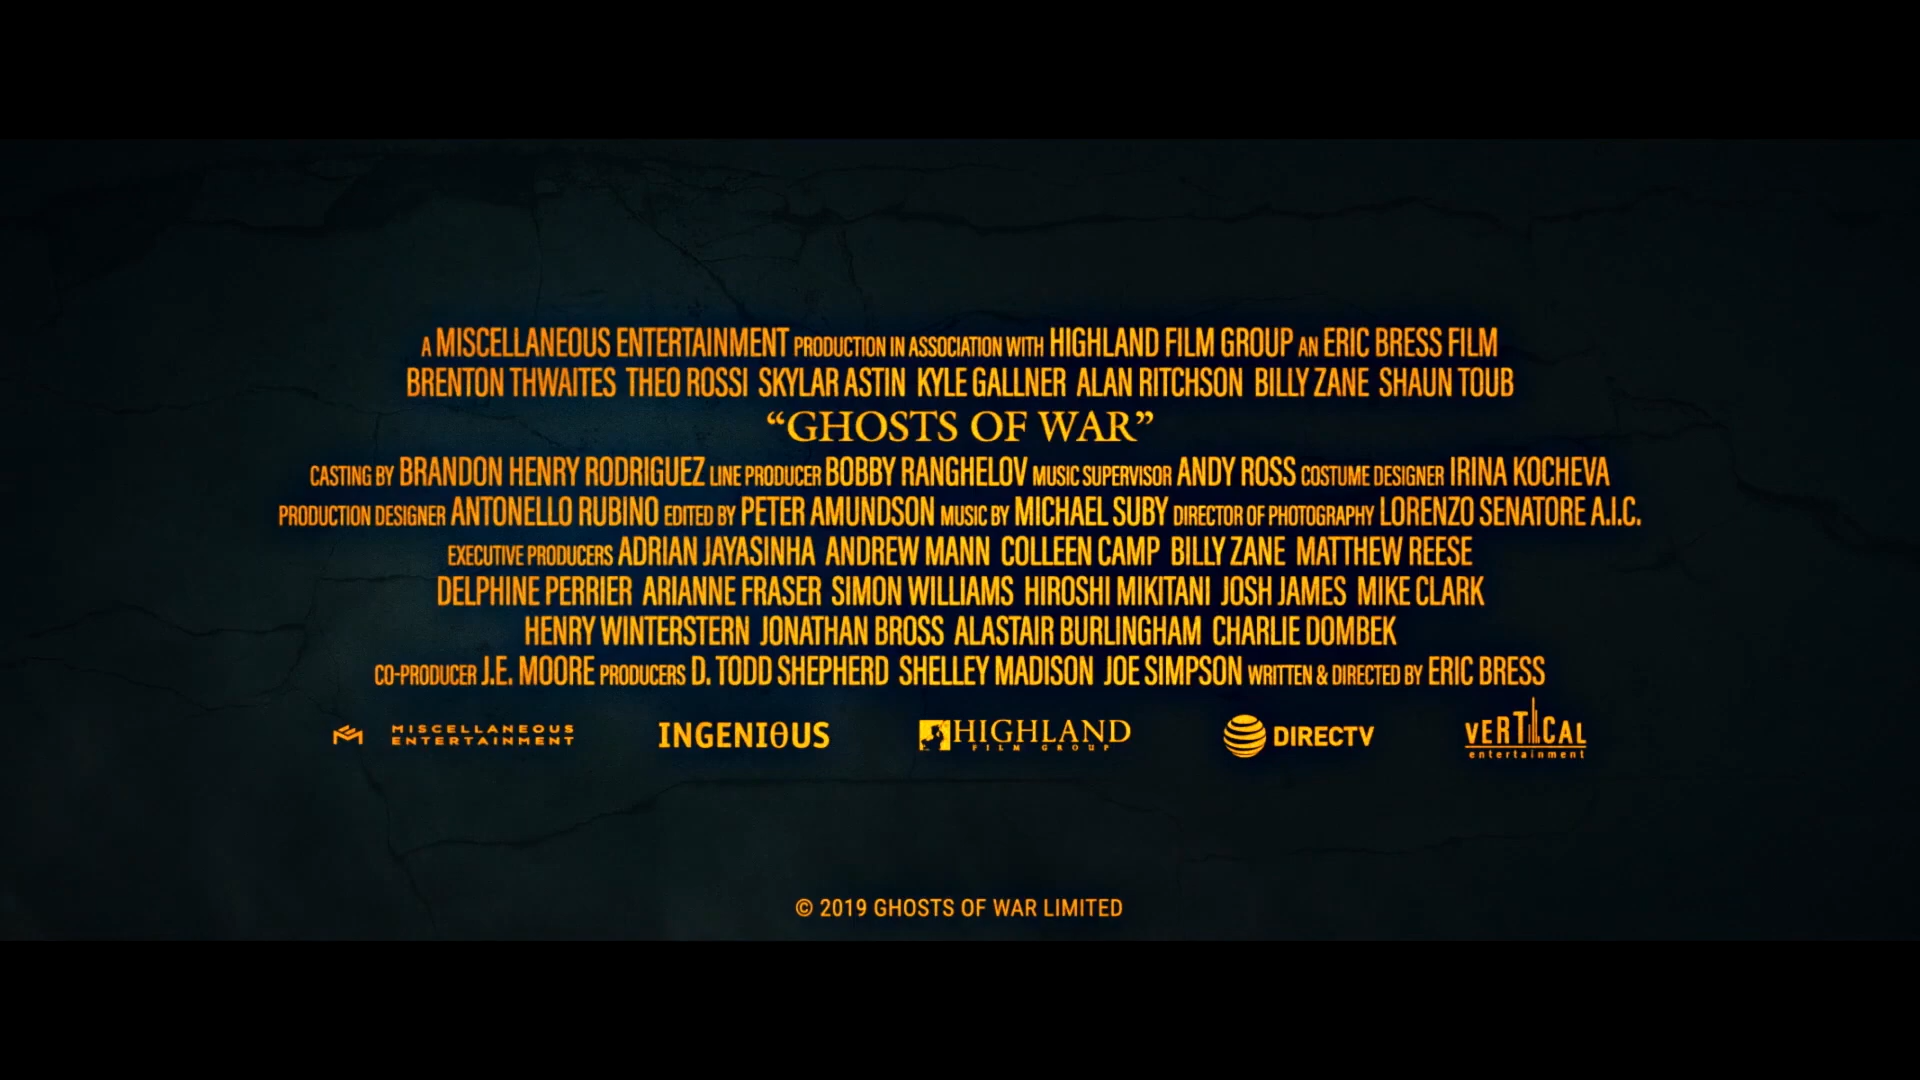 A MISCELLANEOUS ENTERTAINMENT PRODUCTION IN ASSOCIATION WITH HIGHLAND FILM GROUP AN ERIC BRESS FILM
BRENTON THWAITES THEO ROSSI SKYLAR ASTIN KYLE GALLNER ALAN RITCHSON BILLY ZANE SHAUN TOUB
“GHOSTS OF WAR”
CASTING BY BRANDON HENRY RODRIGUEZ LINE PRODUCER BOBBY RANGHELOV MUSIC SUPERVISOR ANDY ROSS COSTUME DESIGNER IRINA KOCHEVA
PRODUCTION DESIGNER ANTONELLO RUBINO EDITED BY PETER AMUNDSON MUSIC BY MICHAEL SUBY DIRECTOR OF PHOTOGRAPHY LORENZO SENATORE A.I.C.
EXECUTIVE PRODUCERS ADRIAN JAYASINHA ANDREW MANN COLLEEN CAMP BILLY ZANE MATTHEW REESE
DELPHINE PERRIER ARIANNE FRASER SIMON WILLIAMS HIROSHI MIKITANI JOSH JAMES MIKE CLARK
HENRY WINTERSTERN JONATHAN BROSS ALASTAIR BURLINGHAM CHARLIE DOMBEK
CO-PRODUCER J.E. MOORE PRODUCERS D. TODD SHEPHERD SHELLEY MADISON JOE SIMPSON WRITTEN & DIRECTED BY ERIC BRESS
MISCELLANEOUS
ENTERTAINMENT
INGENIOUS
HIGHLAND
FILM GROUP
DIRECTV
VERTICAL
entertainment
© 2019 GHOSTS OF WAR LIMITED